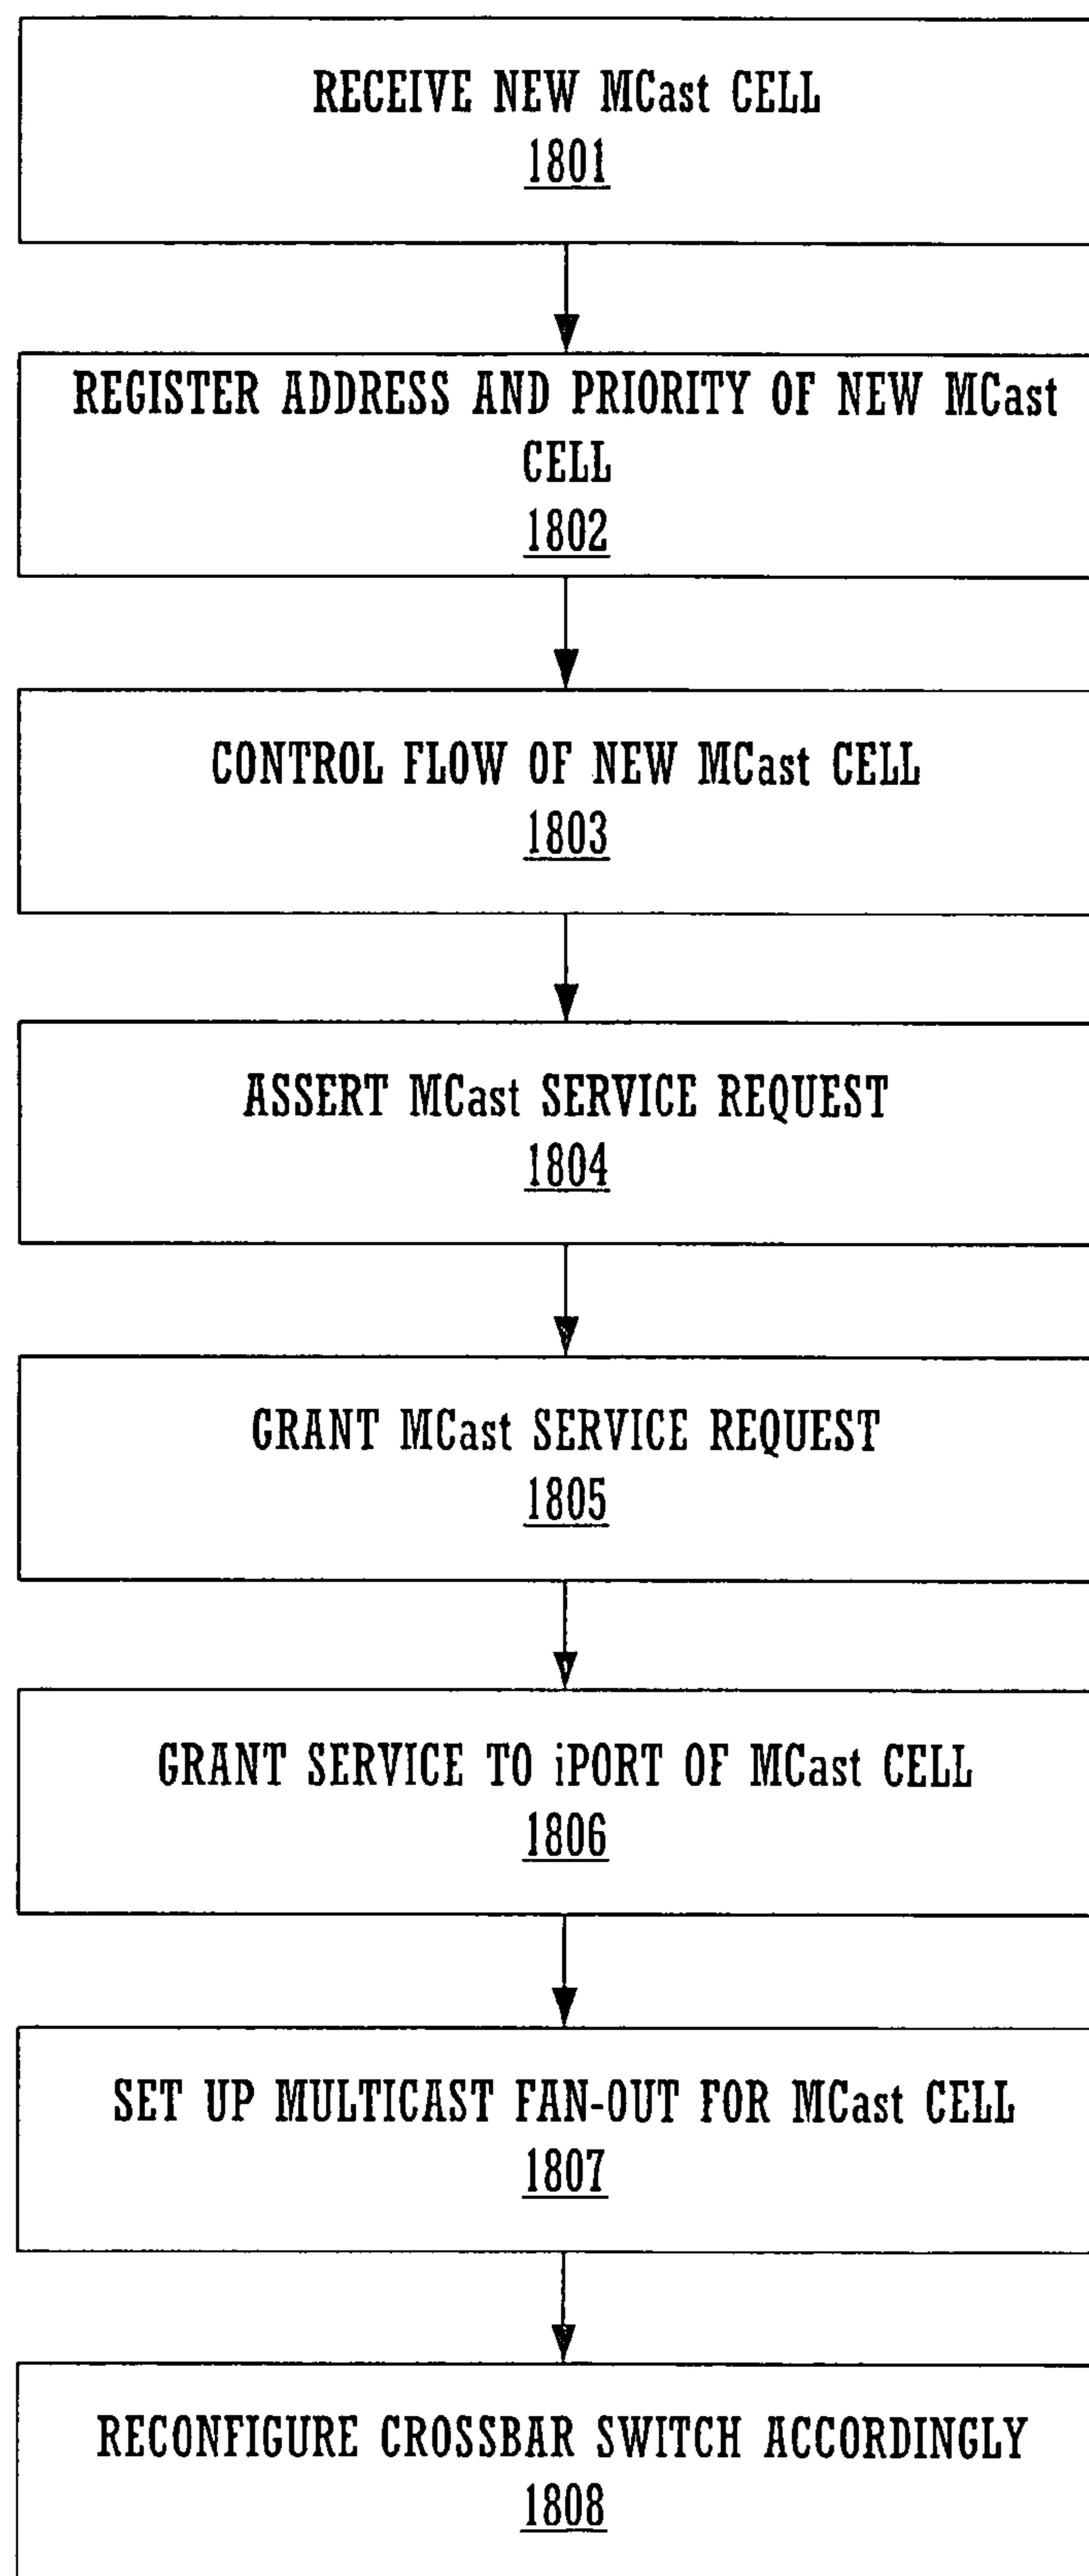 RECEIVE NEW MCast CELL
1801
REGISTER ADDRESS AND PRIORITY OF NEW MCast
CELL
1802
CONTROL FLOW OF NEW MCast CELL
1803
ASSERT MCast SERVICE REQUEST
1804
GRANT MCast SERVICE REQUEST
1805
GRANT SERVICE TO iPORT OF MCast CELL
1806
SET UP MULTICAST FAN-OUT FOR MCast CELL
1807
RECONFIGURE CROSSBAR SWITCH ACCORDINGLY
1808